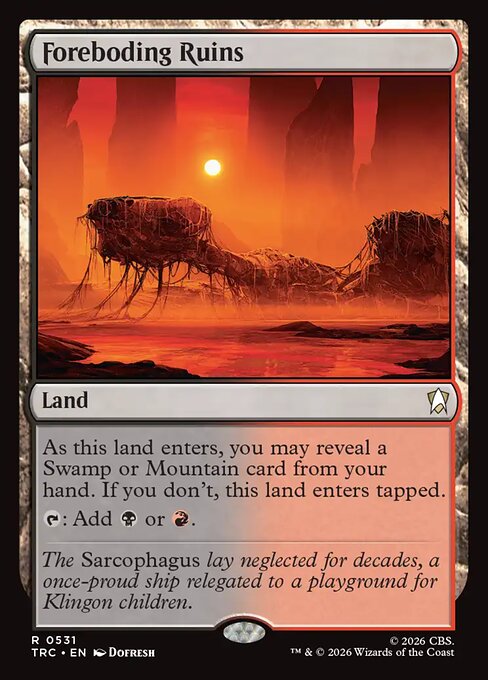 Foreboding Ruins
Land
As this land enters, you may reveal a
Swamp or Mountain card from your
hand. If you don't, this land enters tapped.
: Add or .
The Sarcophagus lay neglected for decades, a
once-proud ship relegated to a playground for
Klingon children.
R 0531
TRC • EN Dofresh
© 2026 CBS.
™ & © 2026 Wizards of the Coast